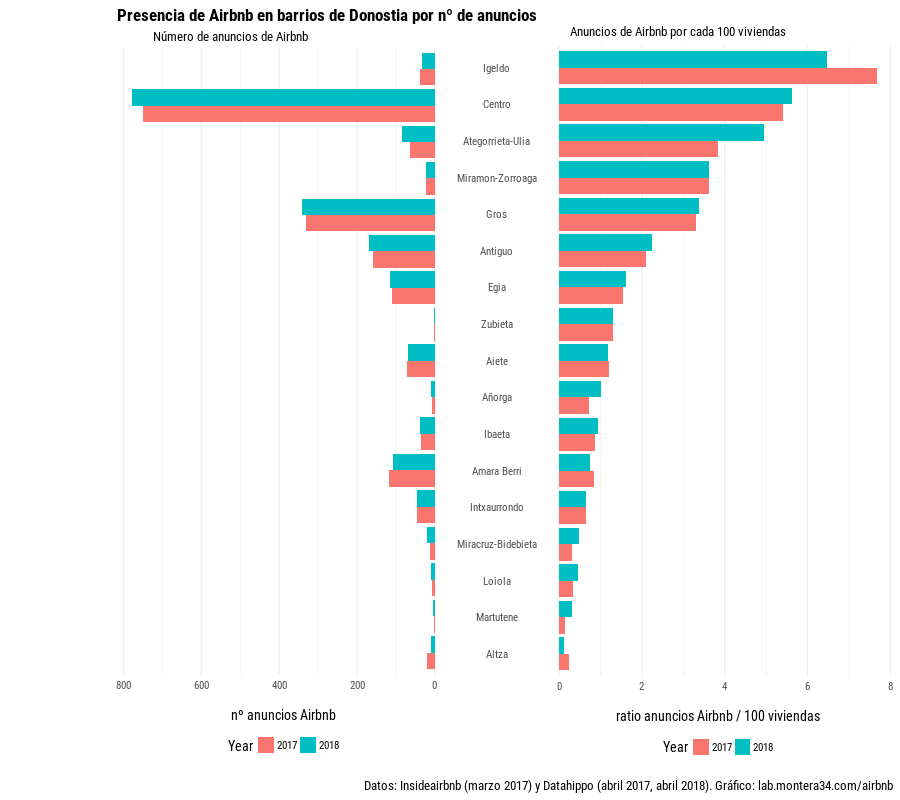 Presencia de Airbnb en barrios de Donostia por nº de anuncios
Número de anuncios de Airbnb
Anuncios de Airbnb por cada 100 viviendas
Igeldo
Centro
Ategorrieta-Ulia
Miramon-Zorroaga
Gros
Antiguo
Egia
Zubieta
Aiete
Añorga
Ibaeta
Amara Berri
Intxaurrondo
Miracruz-Bidebieta
Loiola
Martutene
Altza
800 600 400 200 0
0 2 4 6 8
nº anuncios Airbnb
ratio anuncios Airbnb / 100 viviendas
Year 2017 2018
Year 2017 2018
Datos: Insideairbnb (marzo 2017) y Datahippo (abril 2017, abril 2018). Gráfico: lab.montera34.com/airbnb